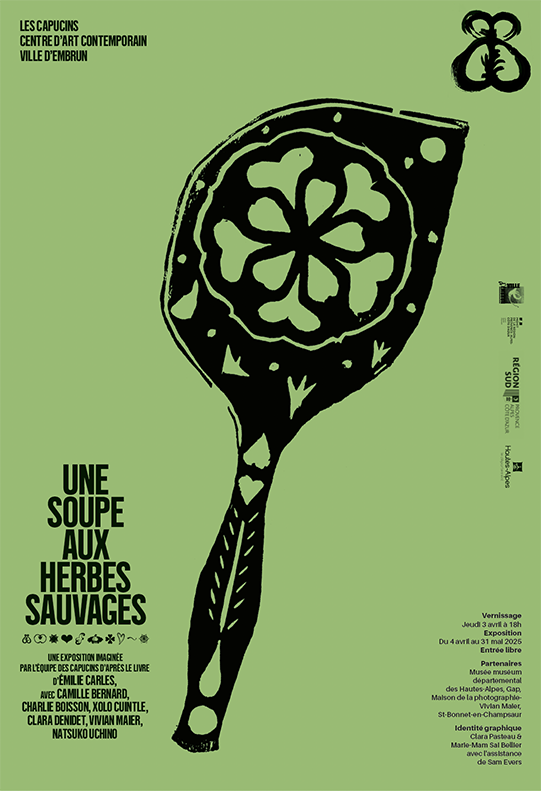 LES CAPUCINS
CENTRE D'ART CONTEMPORAIN
VILLE D'EMBRUN
RÉGION
SUD
PROVENCE
ALPES
CÔTE D'AZUR
Hautes-Alpes
UNE
SOUPE
AUX
HERBES
SAUVAGES
UNE EXPOSITION IMAGINÉE
PAR L'ÉQUIPE DES CAPUCINS D'APRÈS LE LIVRE
D'ÉMILIE CARLES,
AVEC CAMILLE BERNARD,
CHARLIE BOISSON, XOLO CUINTLE,
CLARA DENIDET, VIVIAN MAIER,
NATSUKO UCHINO
Vernissage
Jeudi 3 avril à 18h
Exposition
Du 4 avril au 31 mai 2025
Entrée libre
Partenaires
Musée muséum
départemental
des Hautes-Alpes, Gap,
Maison de la photographie-
Vivian Maier,
St-Bonnet-en-Champsaur
Identité graphique
Clara Pasteau &
Marie-Mam Sai Bellier
avec l'assistance
de Sam Evers